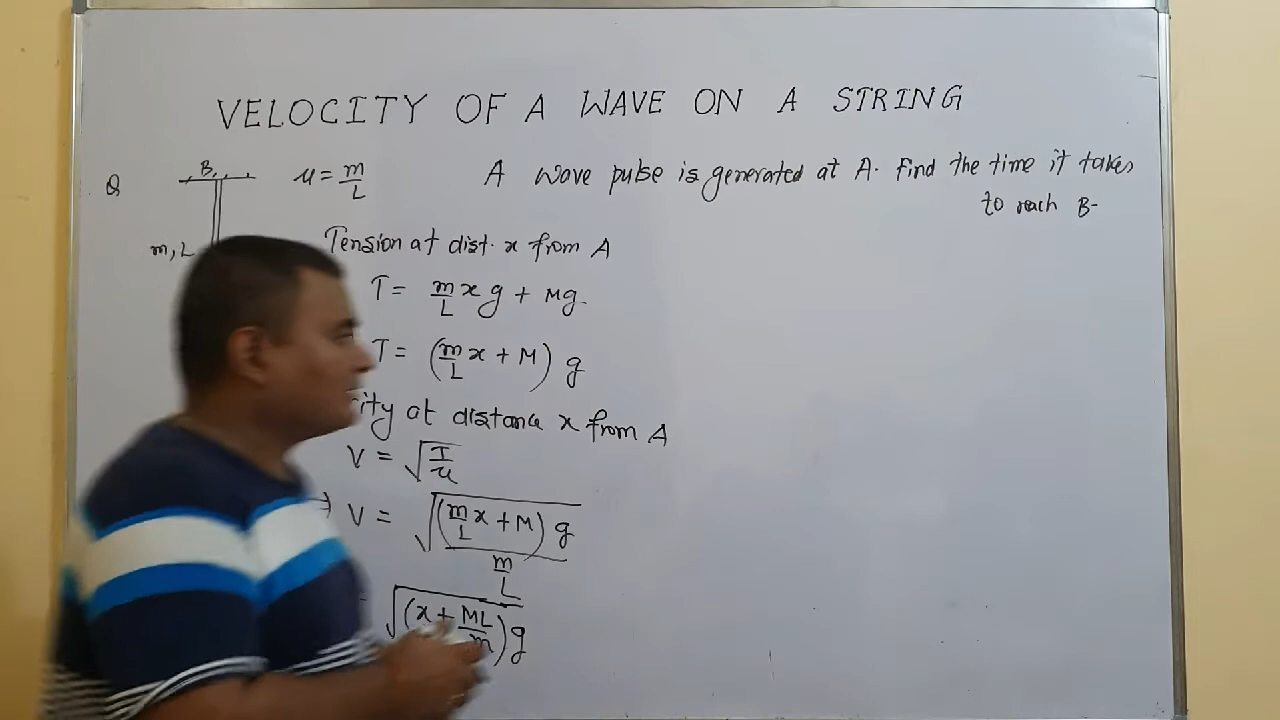 VELOCITY OF A WAVE ON A STRING
Q
B
μ = m/L
A wave pulse is generated at A. Find the time it takes
to reach B-
m, L
Tension at dist. x from A
T = m/L x g + Mg.
T = (m/L x + M) g
at distance x from A
V = √(T/μ)
⇒ V = √((m/L x + M) g / (m/L))
√((x + ML/m) g)